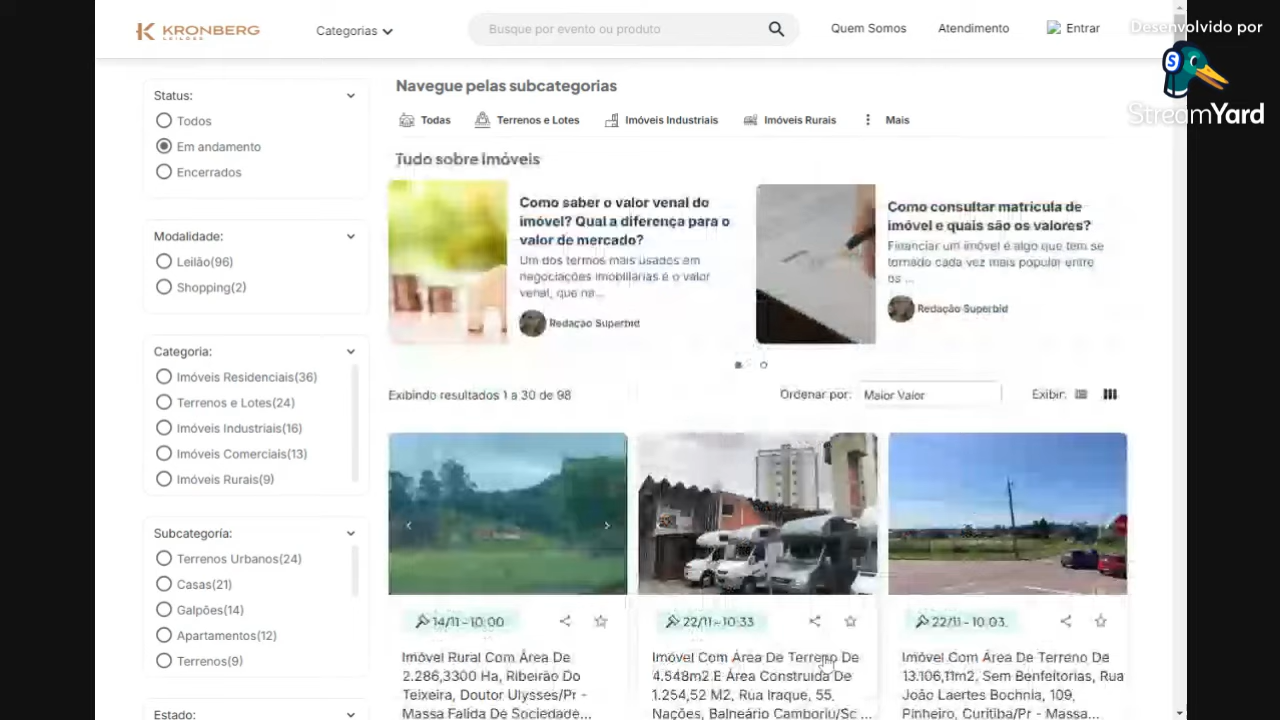 KRONBERG
LEILÕES
Categorias
Busque por evento ou produto
Quem Somos
Atendimento
Entrar
Desenvolvido por
StreamYard
Status:
Todos
Em andamento
Encerrados
Modalidade:
Leilão(96)
Shopping(2)
Categoria:
Imóveis Residenciais(36)
Terrenos e Lotes(24)
Imóveis Industriais(16)
Imóveis Comerciais(13)
Imóveis Rurais(9)
Subcategoria:
Terrenos Urbanos(24)
Casas(21)
Galpões(14)
Apartamentos(12)
Terrenos(9)
Estado:
Navegue pelas subcategorias
Todas
Terrenos e Lotes
Imóveis Industriais
Imóveis Rurais
Mais
Tudo sobre Imóveis
Como saber o valor venal do
imóvel? Qual a diferença para o
valor de mercado?
Um dos termos mais usados em
negociações imobiliárias é o valor
venal, que na...
Redação Superbid
Como consultar matrícula de
imóvel e quais são os valores?
Financiar um imóvel é algo que tem se
tornado cada vez mais popular entre
os ...
Redação Superbid
Exibindo resultados 1 a 30 de 98
Ordenar por:
Maior Valor
Exibir:
14/11 - 10:00
Imóvel Rural Com Área De
2.286,3300 Ha, Ribeirão Do
Teixeira, Doutor Ulysses/Pr -
Massa Falida De Sociedade...
22/11 - 10:33
Imóvel Com Área De Terreno De
4.548m2 E Área Construída De
1.254,52 M2, Rua Iraque, 55,
Nações, Balneário Camboriu/Sc ...
22/11 - 10:03
Imóvel Com Área De Terreno De
13.106,11m2, Sem Benfeitorias, Rua
João Laertes Bochnia, 109,
Pinheiro, Curitiba/Pr - Massa...